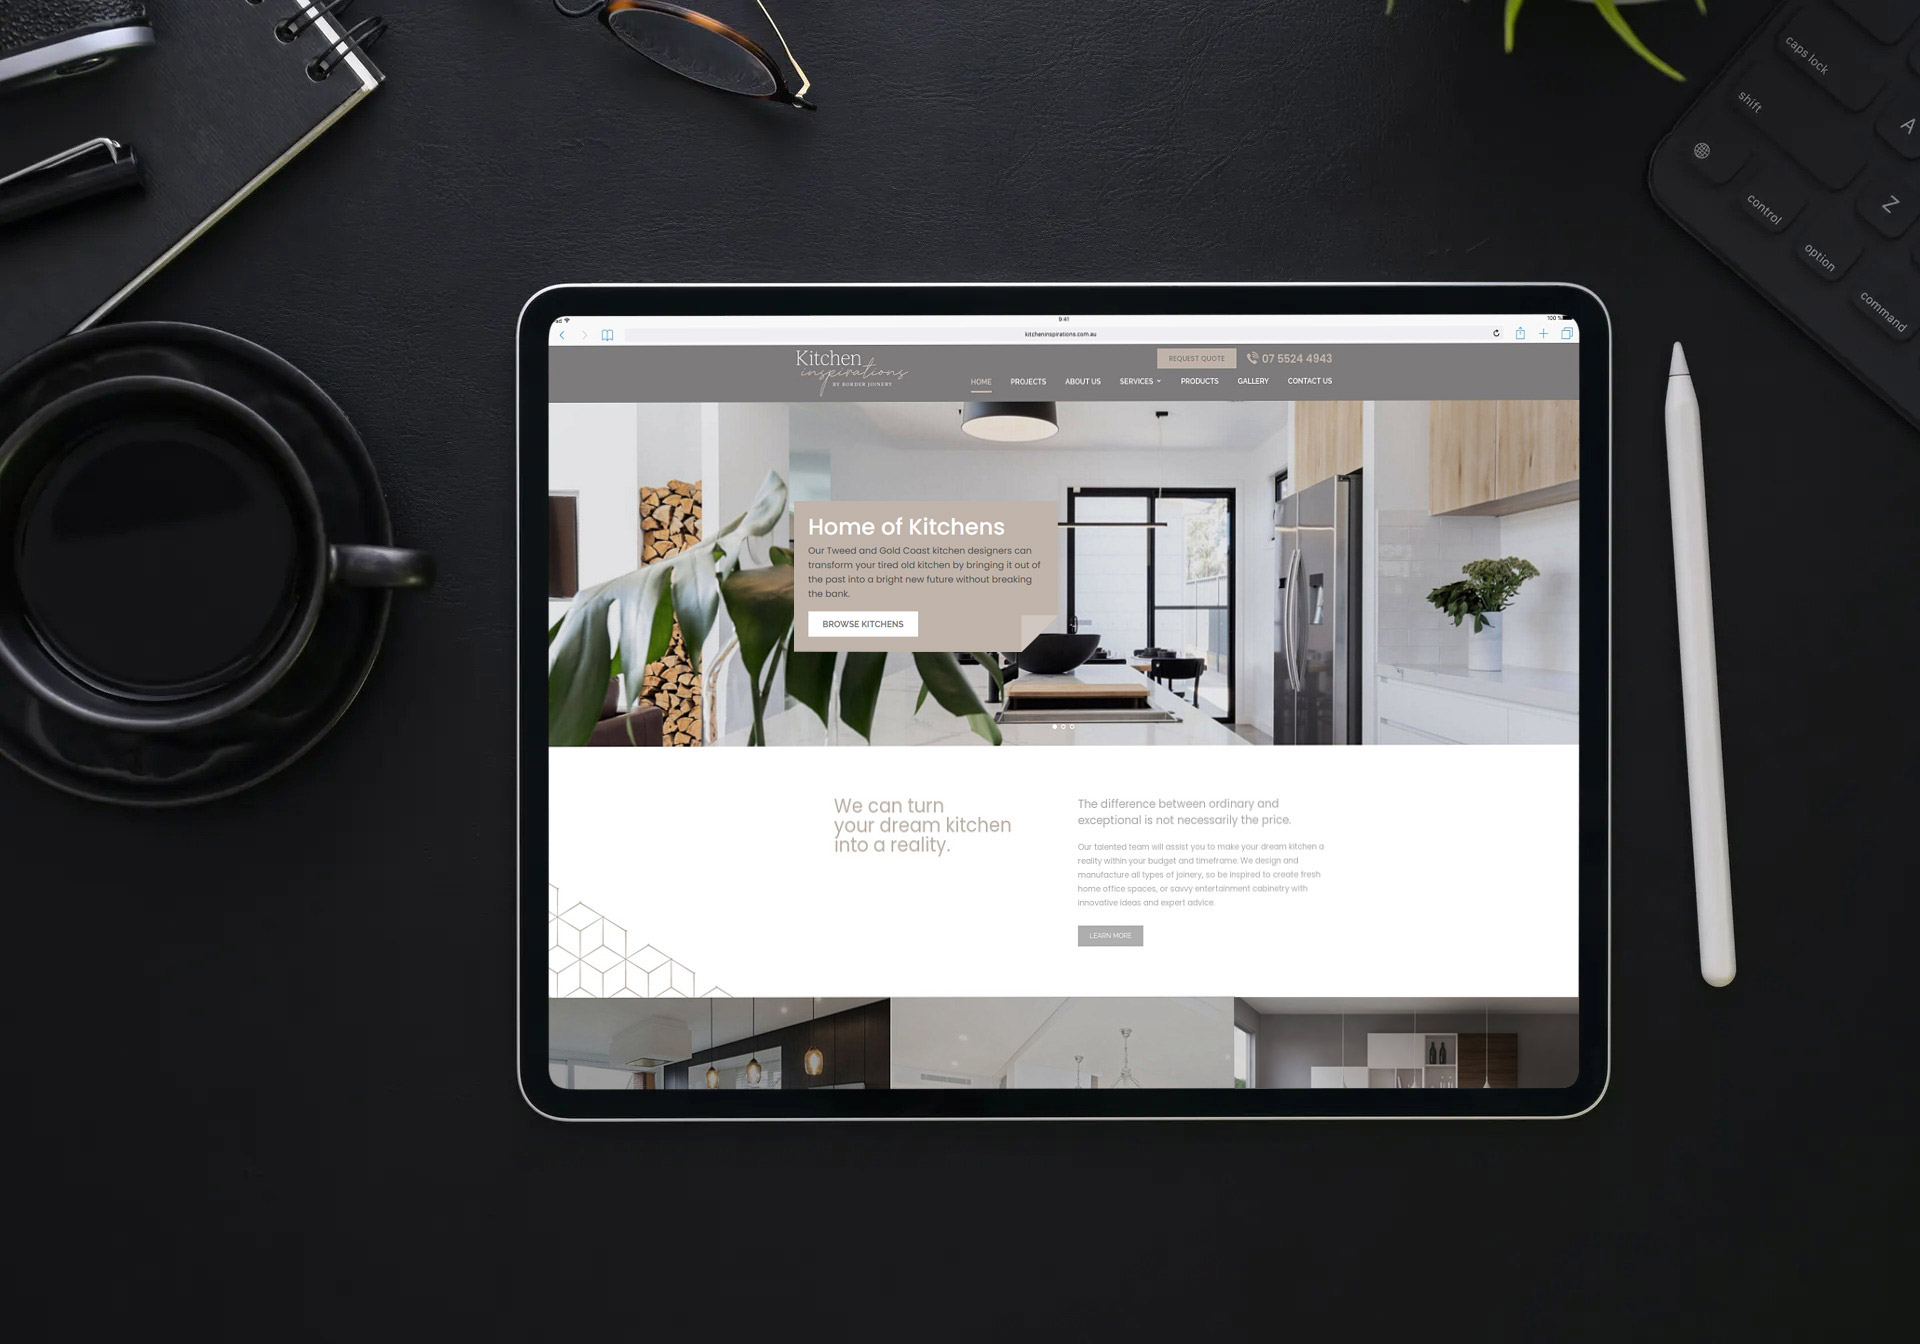 caps lock
shift
A
Z
control
option
command
9:41
100 %
kitcheninspirations.com.au
Kitchen
inspirations
BY BORDER JOINERY
REQUEST QUOTE
07 5524 4943
HOME PROJECTS ABOUT US SERVICES PRODUCTS GALLERY CONTACT US
Home of Kitchens
Our Tweed and Gold Coast kitchen designers can
transform your tired old kitchen by bringing it out of
the past into a bright new future without breaking
the bank.
BROWSE KITCHENS
We can turn
your dream kitchen
into a reality.
The difference between ordinary and
exceptional is not necessarily the price.
Our talented team will assist you to make your dream kitchen a
reality within your budget and timeframe. We design and
manufacture all types of joinery, so be inspired to create fresh
home office spaces, or savvy entertainment cabinetry with
innovative ideas and expert advice.
LEARN MORE